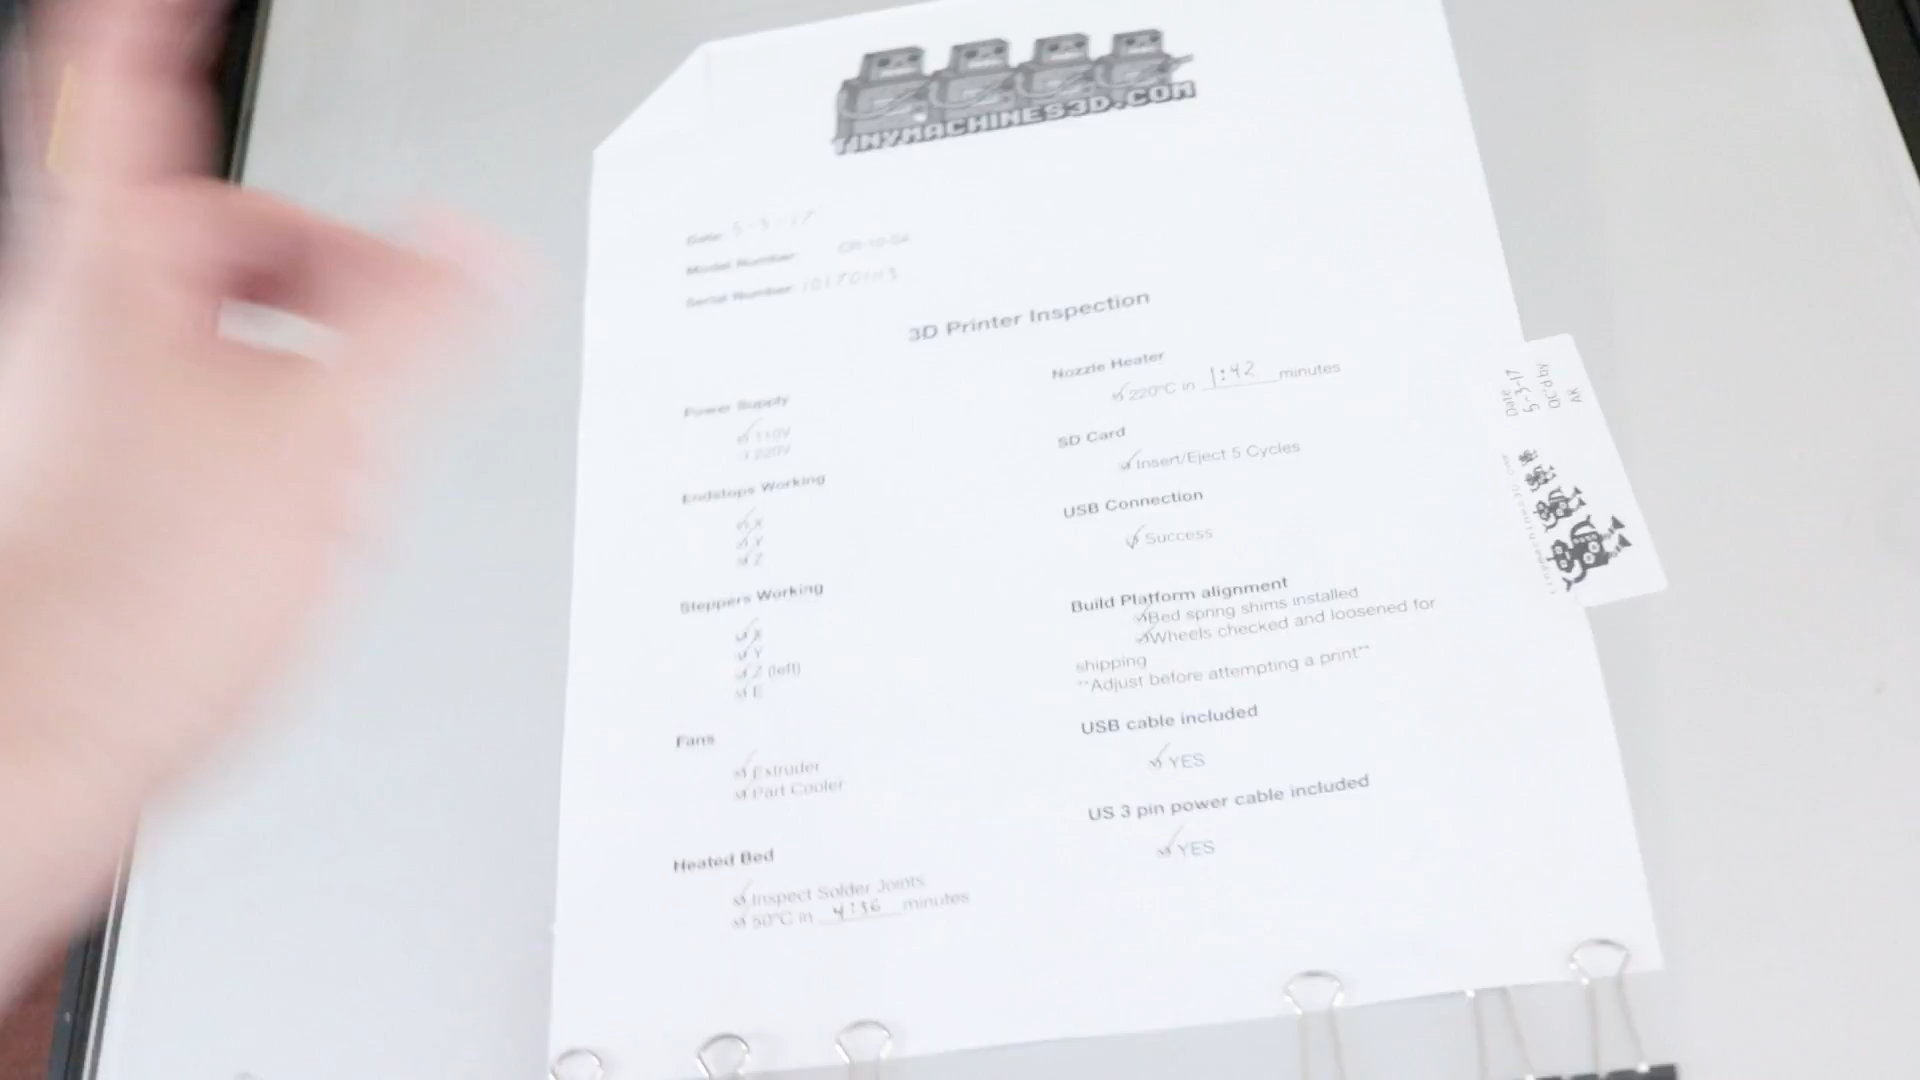 TINYMACHINES3D.COM
Date: 5-3-17
Model Number: CR-10-S4
Serial Number:
3D Printer Inspection
Power Supply
110V
220V
Endstops Working
X
Y
Z
Steppers Working
X
Y
Z (left)
E
Fans
Extruder
Part Cooler
Heated Bed
Inspect Solder Joints
50°C in 4:36 minutes
Nozzle Heater
220°C in 1:42 minutes
SD Card
Insert/Eject 5 Cycles
USB Connection
Success
Build Platform alignment
Bed spring shims installed
Wheels checked and loosened for
shipping
**Adjust before attempting a print**
USB cable included
YES
US 3 pin power cable included
YES
Date
5-3-17
QC'd by
AK